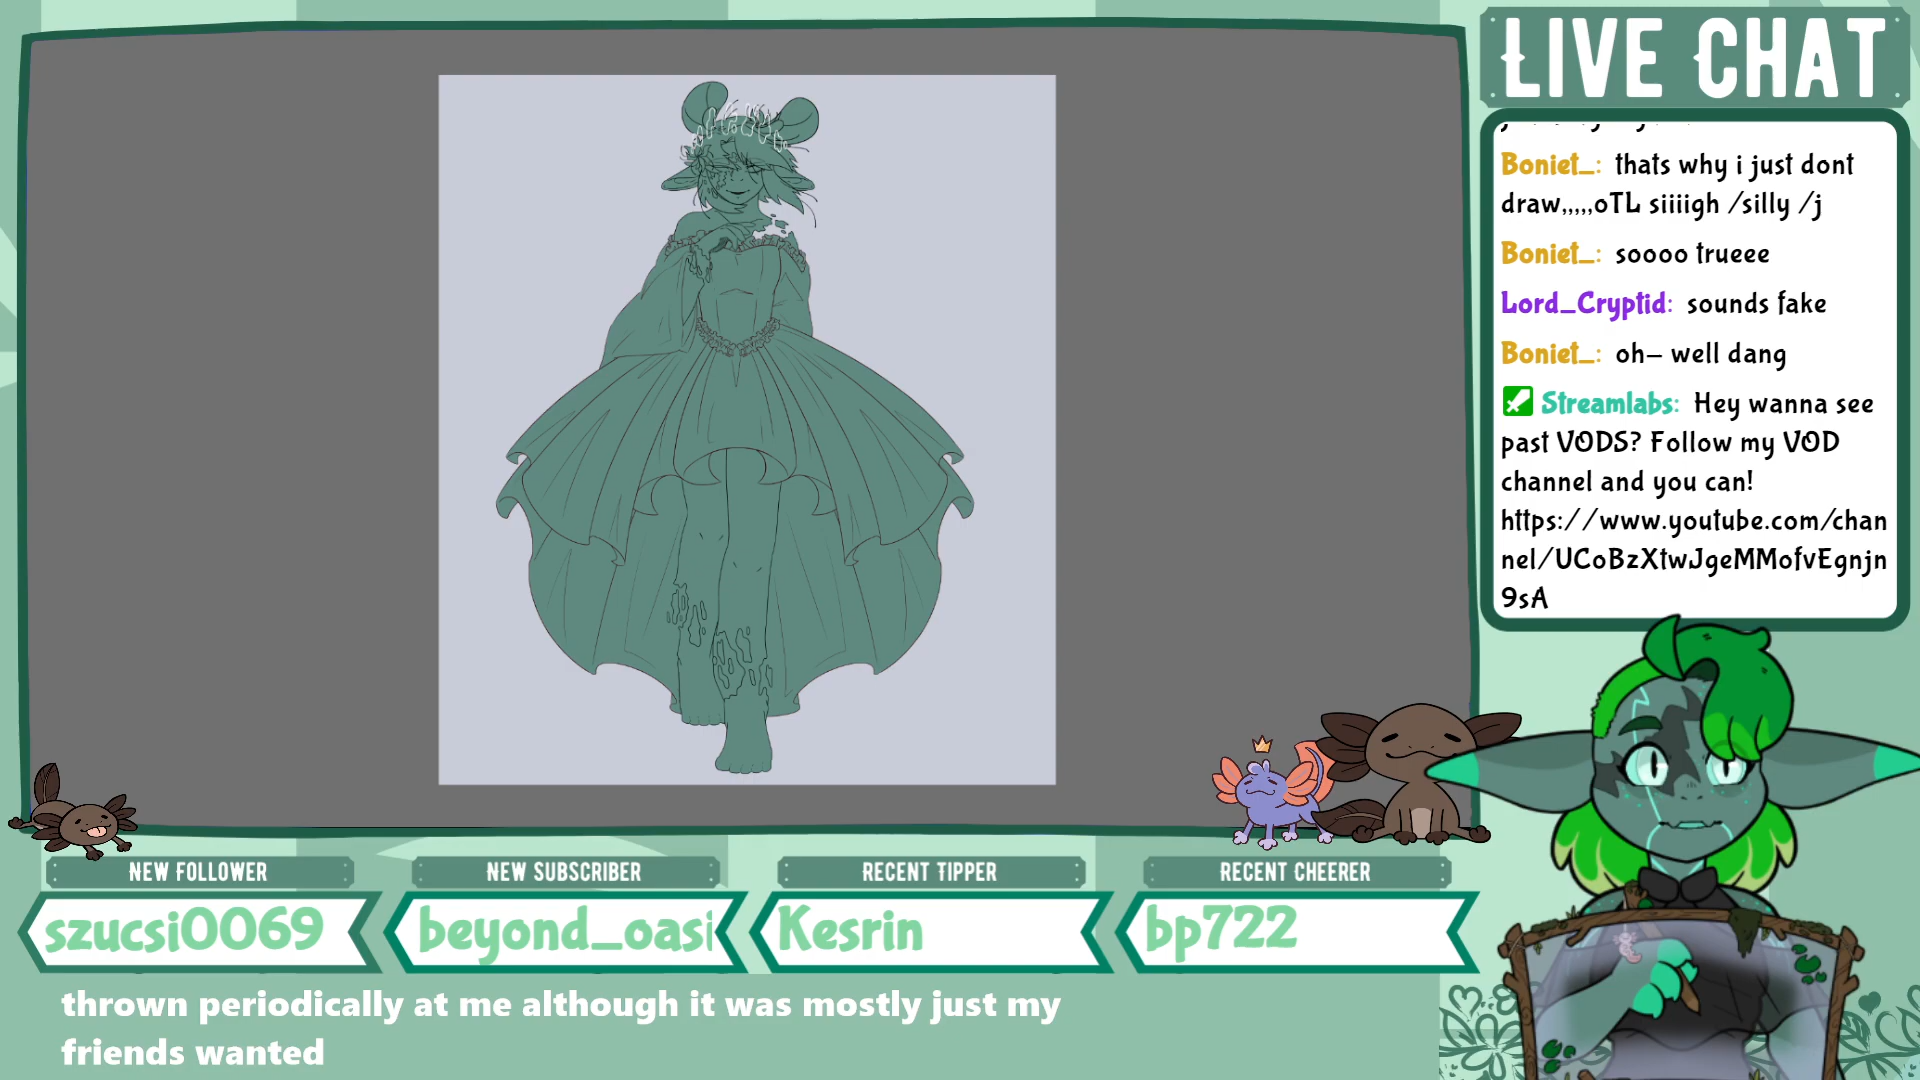 LIVE CHAT
Boniet_: thats why i just dont
draw,,,,,oTL siiiigh /silly /j
Boniet_: soooo trueee
Lord_Cryptid: sounds fake
Boniet_: oh– well dang
Streamlabs: Hey wanna see
past VODS? Follow my VOD
channel and you can!
https://www.youtube.com/chan
nel/UCoBzXtwJgeMMofvEgnjn
9sA
NEW FOLLOWER
szucsi0069
NEW SUBSCRIBER
beyond_oasi
RECENT TIPPER
Kesrin
RECENT CHEERER
bp722
thrown periodically at me although it was mostly just my
friends wanted